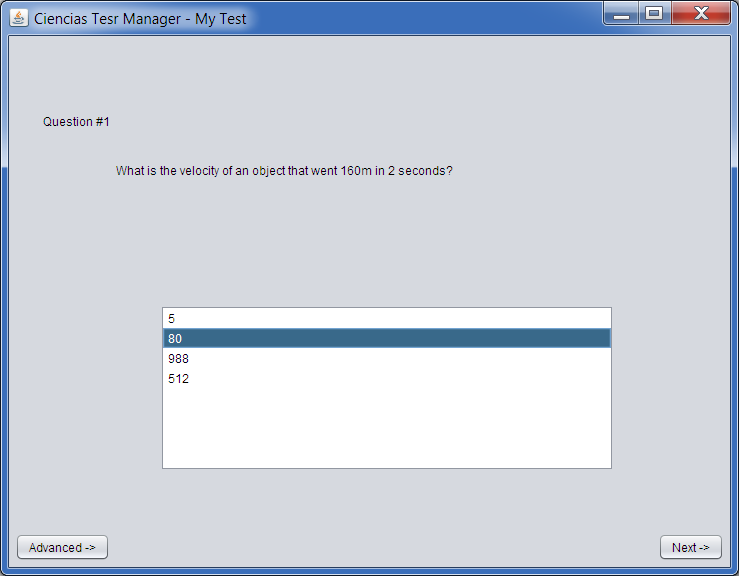 Ciencias Tesr Manager - My Test
Question #1
What is the velocity of an object that went 160m in 2 seconds?
5
80
988
512
Advanced ->
Next ->